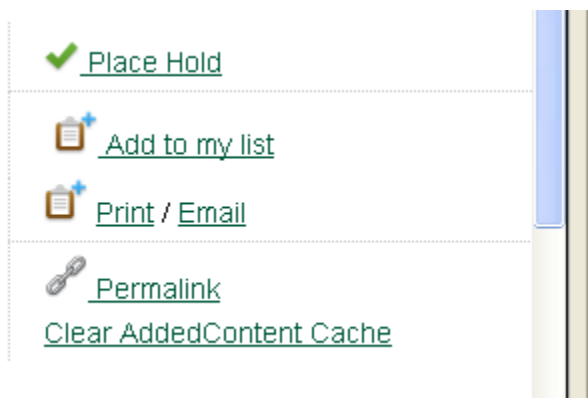 Place Hold
Add to my list
Print / Email
Permalink
Clear AddedContent Cache